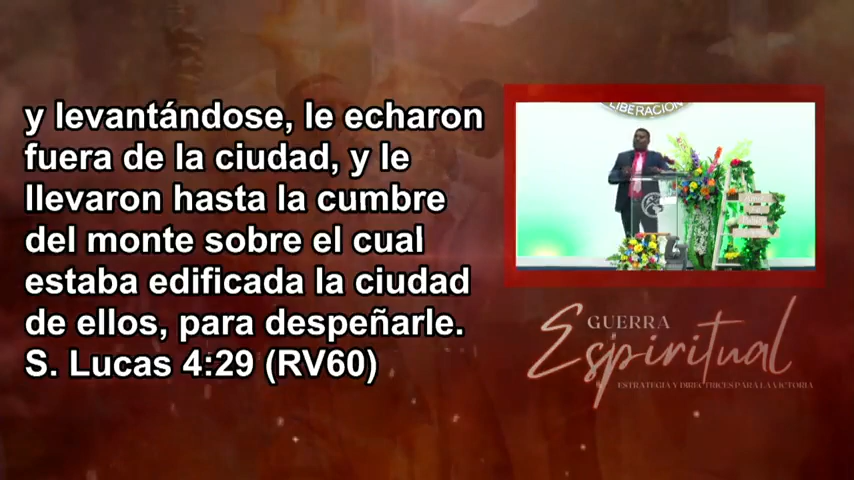 y levantándose, le echaron
fuera de la ciudad, y le
llevaron hasta la cumbre
del monte sobre el cual
estaba edificada la ciudad
de ellos, para despeñarle.
S. Lucas 4:29 (RV60)
LIBERACIÓN
GUERRA
Espiritual
ESTRATEGIA Y DIRECTRICES PARA LA VICTORIA